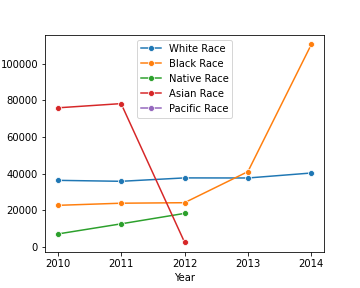 White Race
Black Race
Native Race
Asian Race
Pacific Race
100000
80000
60000
40000
20000
0
2010 2011 2012 2013 2014
Year